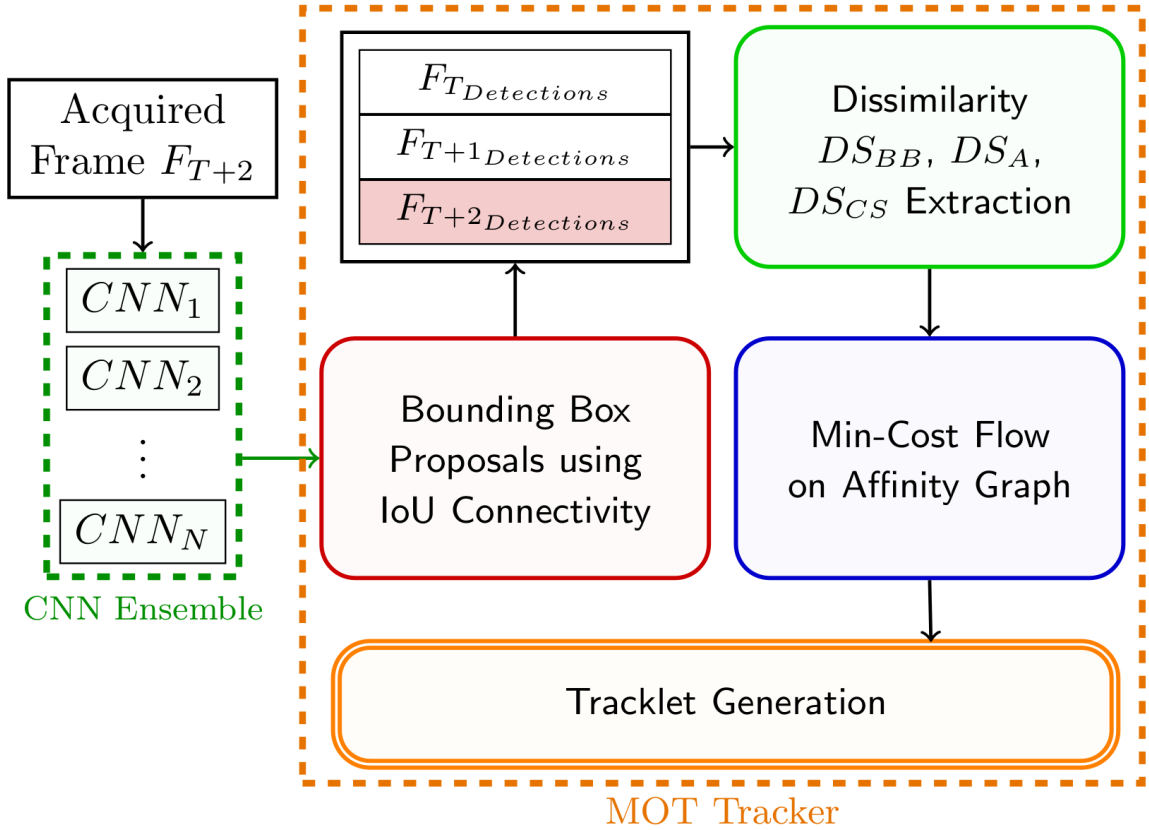 Acquired
Frame $F_{T+2}$
$CNN_1$
$CNN_2$
⋮
$CNN_N$
CNN Ensemble
$F_{T_{Detections}}$
$F_{T+1_{Detections}}$
$F_{T+2_{Detections}}$
Bounding Box
Proposals using
IoU Connectivity
Dissimilarity
$DS_{BB}$, $DS_A$,
$DS_{CS}$ Extraction
Min-Cost Flow
on Affinity Graph
Tracklet Generation
MOT Tracker